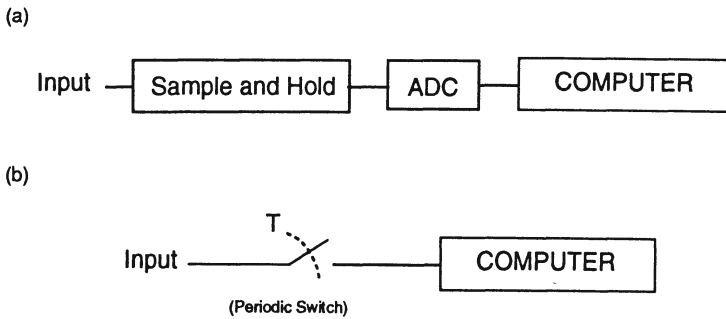 (a)
Input Sample and Hold ADC COMPUTER
(b)
T
Input COMPUTER
(Periodic Switch)